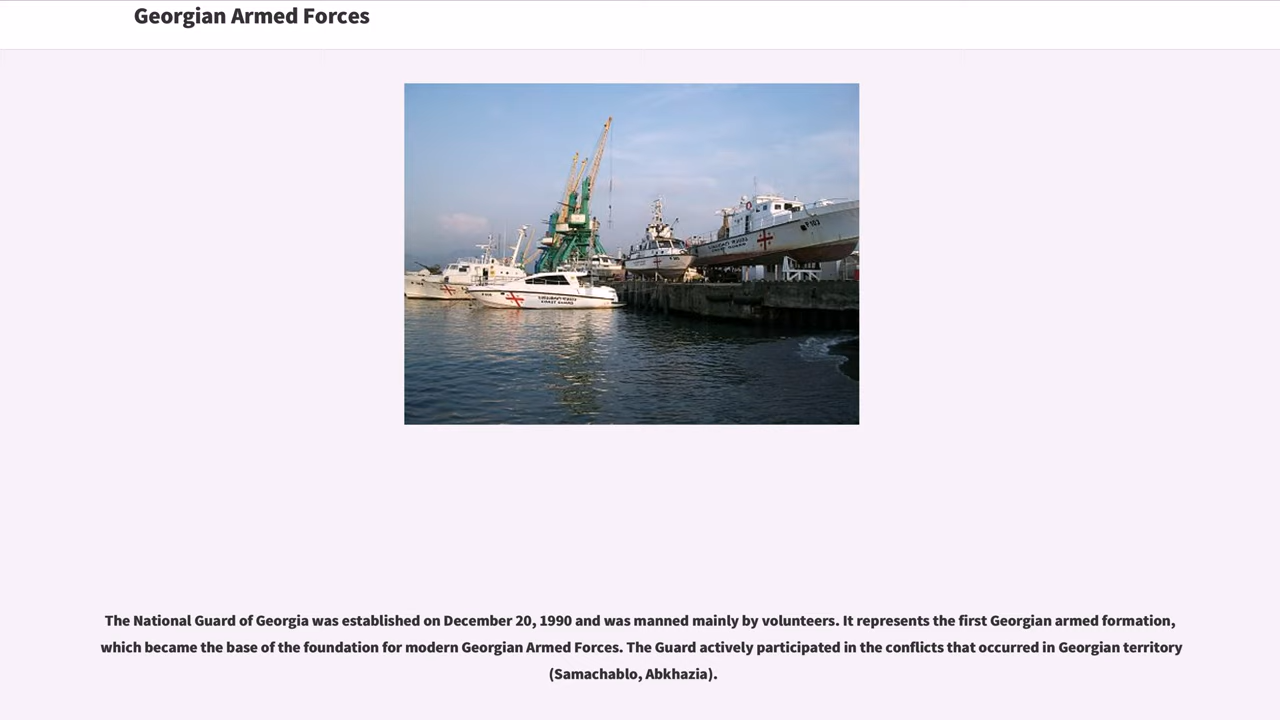 Georgian Armed Forces
P 103
COAST GUARD
The National Guard of Georgia was established on December 20, 1990 and was manned mainly by volunteers. It represents the first Georgian armed formation,
which became the base of the foundation for modern Georgian Armed Forces. The Guard actively participated in the conflicts that occurred in Georgian territory
(Samachablo, Abkhazia).